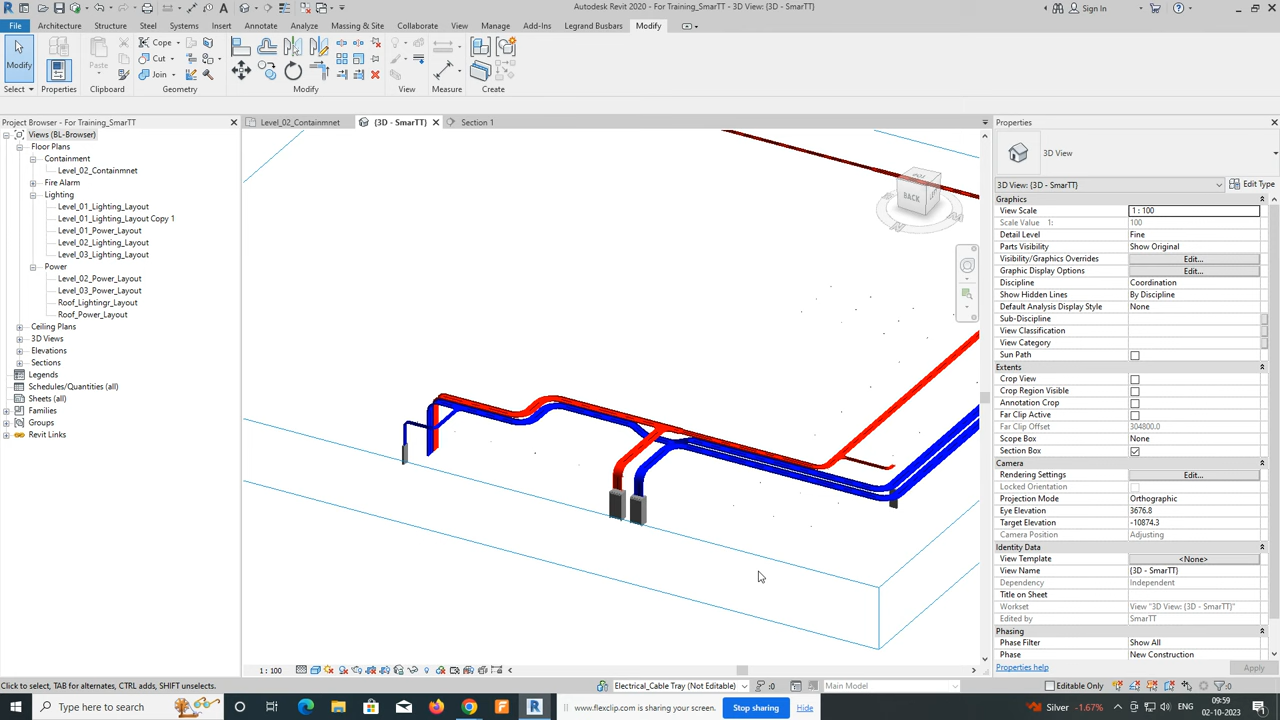 Autodesk Revit 2020 - For Training_SmarTT - 3D View: {3D - SmarTT}
Sign In
File Architecture Structure Steel Systems Insert Annotate Analyze Massing & Site Collaborate View Manage Add-Ins Legrand Busbars Modify
Modify Paste Cope Cut Join
Select Properties Clipboard Geometry Modify View Measure Create
Project Browser - For Training_SmarTT
Level_02_Containmnet {3D - SmarTT} Section 1
Properties
Views (BL-Browser)
Floor Plans
Containment
Level_02_Containmnet
Fire Alarm
Lighting
Level_01_Lighting_Layout
Level_01_Lighting_Layout Copy 1
Level_01_Power_Layout
Level_02_Lighting_Layout
Level_03_Lighting_Layout
Power
Level_02_Power_Layout
Level_03_Power_Layout
Roof_Lightingr_Layout
Roof_Power_Layout
Ceiling Plans
3D Views
Elevations
Sections
Legends
Schedules/Quantities (all)
Sheets (all)
Families
Groups
Revit Links
BACK
3D View
3D View: {3D - SmarTT} Edit Type
Graphics
View Scale 1 : 100
Scale Value 1: 100
Detail Level Fine
Parts Visibility Show Original
Visibility/Graphics Overrides Edit...
Graphic Display Options Edit...
Discipline Coordination
Show Hidden Lines By Discipline
Default Analysis Display Style None
Sub-Discipline
View Classification
View Category
Sun Path
Extents
Crop View
Crop Region Visible
Annotation Crop
Far Clip Active
Far Clip Offset 304800.0
Scope Box None
Section Box
Camera
Rendering Settings Edit...
Locked Orientation
Projection Mode Orthographic
Eye Elevation 3676.8
Target Elevation -10874.3
Camera Position Adjusting
Identity Data
View Template <None>
View Name {3D - SmarTT}
Dependency Independent
Title on Sheet
Workset View "3D View: {3D - SmarTT}"
Edited by SmarTT
Phasing
Phase Filter Show All
Phase New Construction
Properties help Apply
1 : 100
Click to select, TAB for alternates, CTRL adds, SHIFT unselects. Electrical_Cable Tray (Not Editable) :0 Main Model Editable Only :0
Type here to search
www.flexclip.com is sharing your screen. Stop sharing Hide
Silver -1.67% 09:59